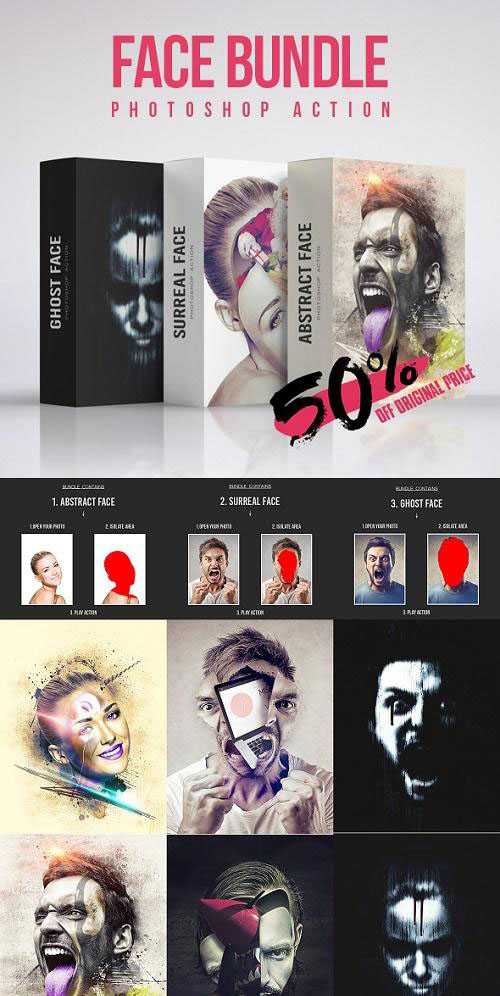 FACE BUNDLE
PHOTOSHOP ACTION
GHOST FACE
PHOTOSHOP ACTION
SURREAL FACE
PHOTOSHOP ACTION
ABSTRACT FACE
PHOTOSHOP ACTION
50%
OFF ORIGINAL PRICE
BUNDLE CONTAINS
1. ABSTRACT FACE
1.OPEN YOUR PHOTO
2. ISOLATE AREA
3. PLAY ACTION
BUNDLE CONTAINS
2. SURREAL FACE
1.OPEN YOUR PHOTO
2. ISOLATE AREA
3. PLAY ACTION
BUNDLE CONTAINS
3. GHOST FACE
1.OPEN YOUR PHOTO
2. ISOLATE AREA
3. PLAY ACTION